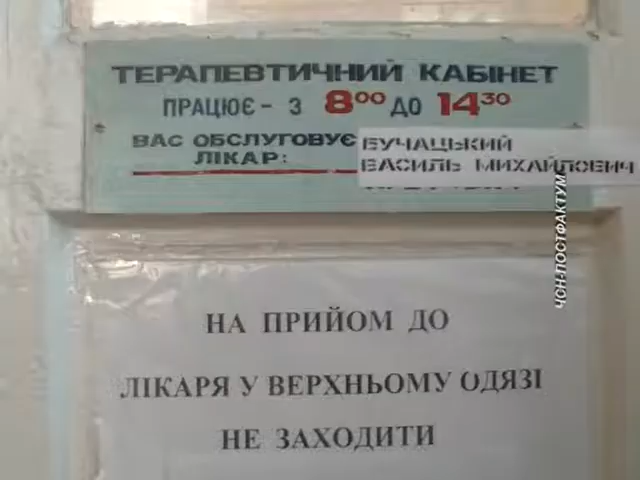 ТЕРАПЕВТИЧНИЙ КАБІНЕТ
ПРАЦЮЄ - З 8⁰⁰ ДО 14³⁰
ВАС ОБСЛУГОВУЄ
ЛІКАР:
БУЧАЦЬКИЙ
ВАСИЛЬ МИХАЙЛОВИЧ
ЧСН-ПОСТФАКТУМ
НА ПРИЙОМ ДО
ЛІКАРЯ У ВЕРХНЬОМУ ОДЯЗІ
НЕ ЗАХОДИТИ